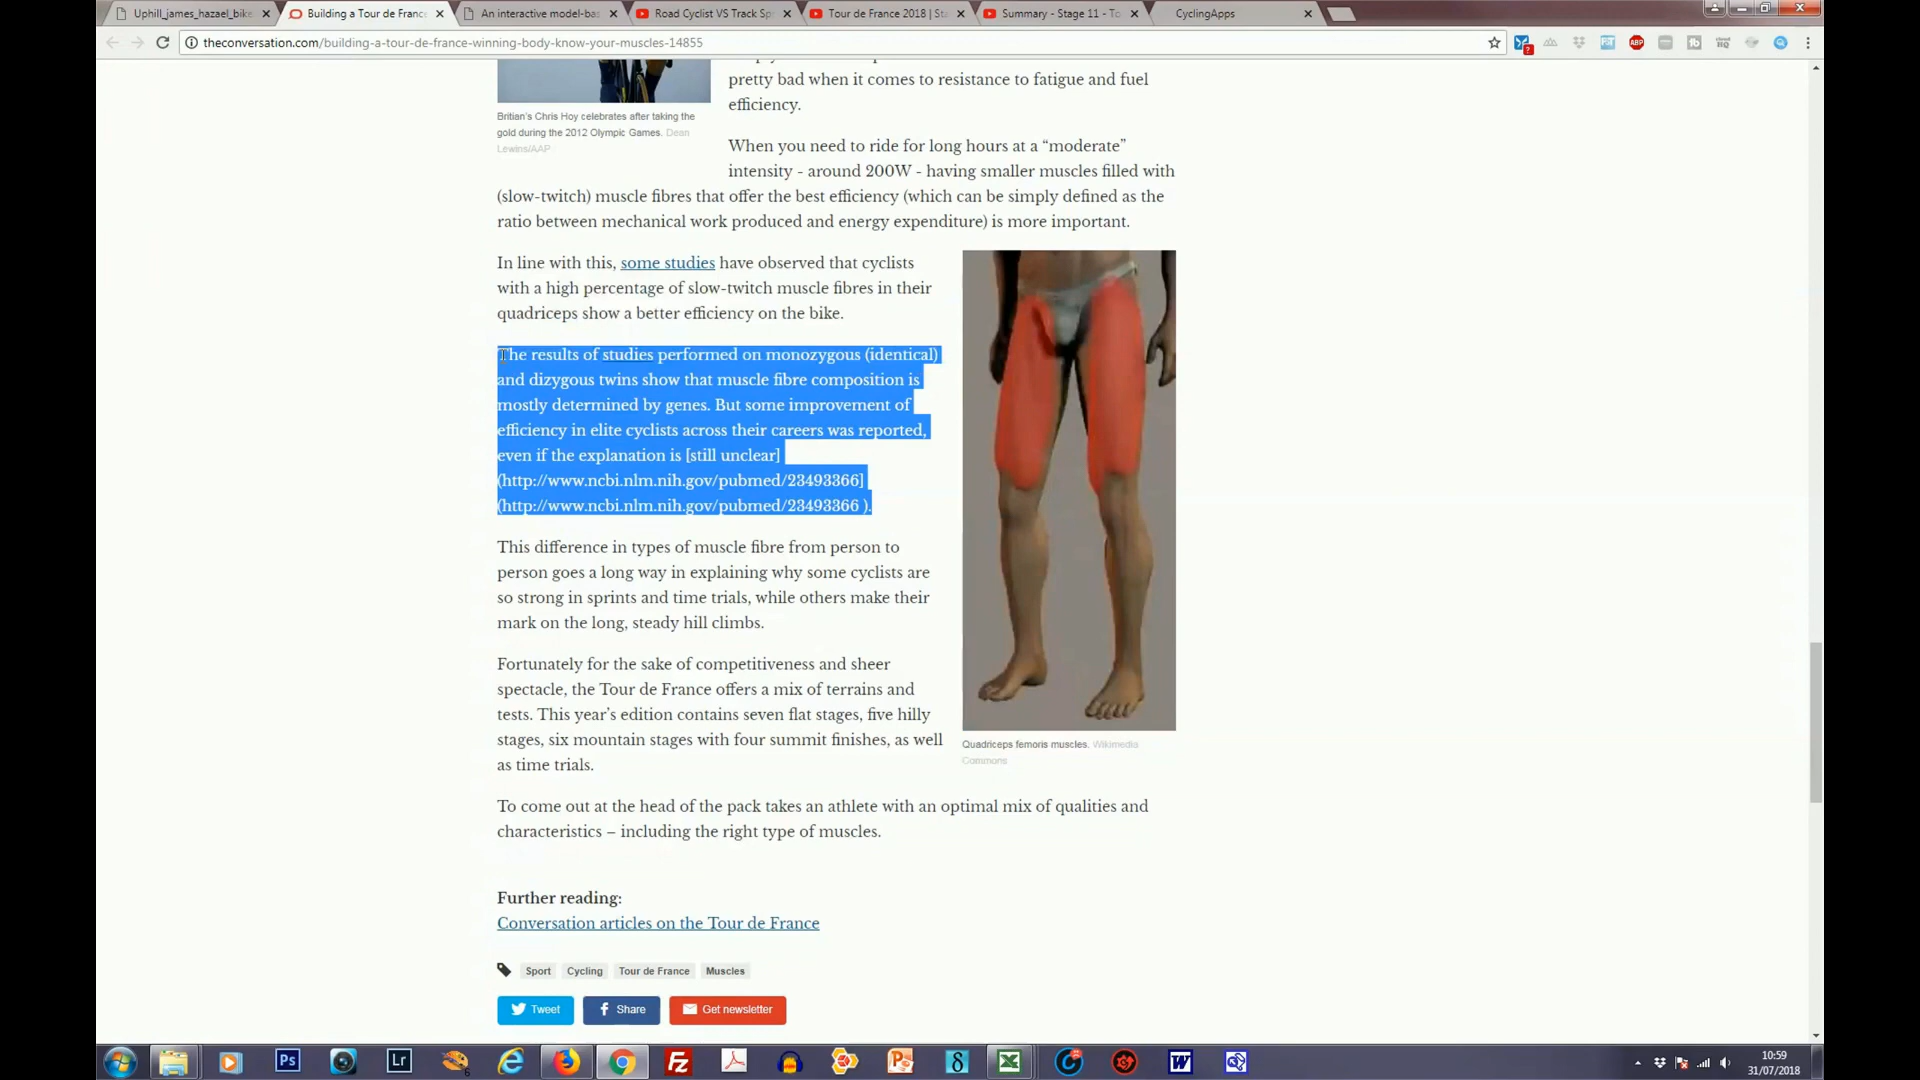 Uphill_james_hazael_bike
Building a Tour de France
An interactive model-bas
Road Cyclist VS Track Sp
Tour de France 2018 | St
Summary - Stage 11 - To
CyclingApps
theconversation.com/building-a-tour-de-france-winning-body-know-your-muscles-14855
pretty bad when it comes to resistance to fatigue and fuel
efficiency.
Britian's Chris Hoy celebrates after taking the
gold during the 2012 Olympic Games. Dean
Lewins/AAP
When you need to ride for long hours at a “moderate”
intensity - around 200W - having smaller muscles filled with
(slow-twitch) muscle fibres that offer the best efficiency (which can be simply defined as the
ratio between mechanical work produced and energy expenditure) is more important.
In line with this, some studies have observed that cyclists
with a high percentage of slow-twitch muscle fibres in their
quadriceps show a better efficiency on the bike.
The results of studies performed on monozygous (identical)
and dizygous twins show that muscle fibre composition is
mostly determined by genes. But some improvement of
efficiency in elite cyclists across their careers was reported,
even if the explanation is [still unclear]
(http://www.ncbi.nlm.nih.gov/pubmed/23493366]
(http://www.ncbi.nlm.nih.gov/pubmed/23493366 ).
This difference in types of muscle fibre from person to
person goes a long way in explaining why some cyclists are
so strong in sprints and time trials, while others make their
mark on the long, steady hill climbs.
Fortunately for the sake of competitiveness and sheer
spectacle, the Tour de France offers a mix of terrains and
tests. This year's edition contains seven flat stages, five hilly
stages, six mountain stages with four summit finishes, as well
as time trials.
Quadriceps femoris muscles. Wikimedia
Commons
To come out at the head of the pack takes an athlete with an optimal mix of qualities and
characteristics – including the right type of muscles.
Further reading:
Conversation articles on the Tour de France
Sport Cycling Tour de France Muscles
Tweet Share Get newsletter
Ps Lr
10:59
31/07/2018